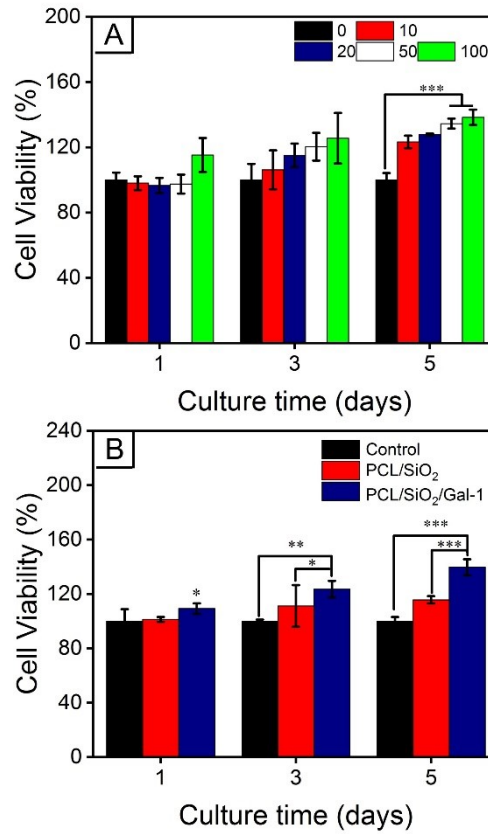 A
0 10
20 50 100
***
200
160
120
80
40
0
Cell Viability (%)
1 3 5
Culture time (days)
B
Control
PCL/SiO₂
PCL/SiO₂/Gal-1
***
**
***
*
*
240
200
160
120
80
40
0
Cell Viability (%)
1 3 5
Culture time (days)